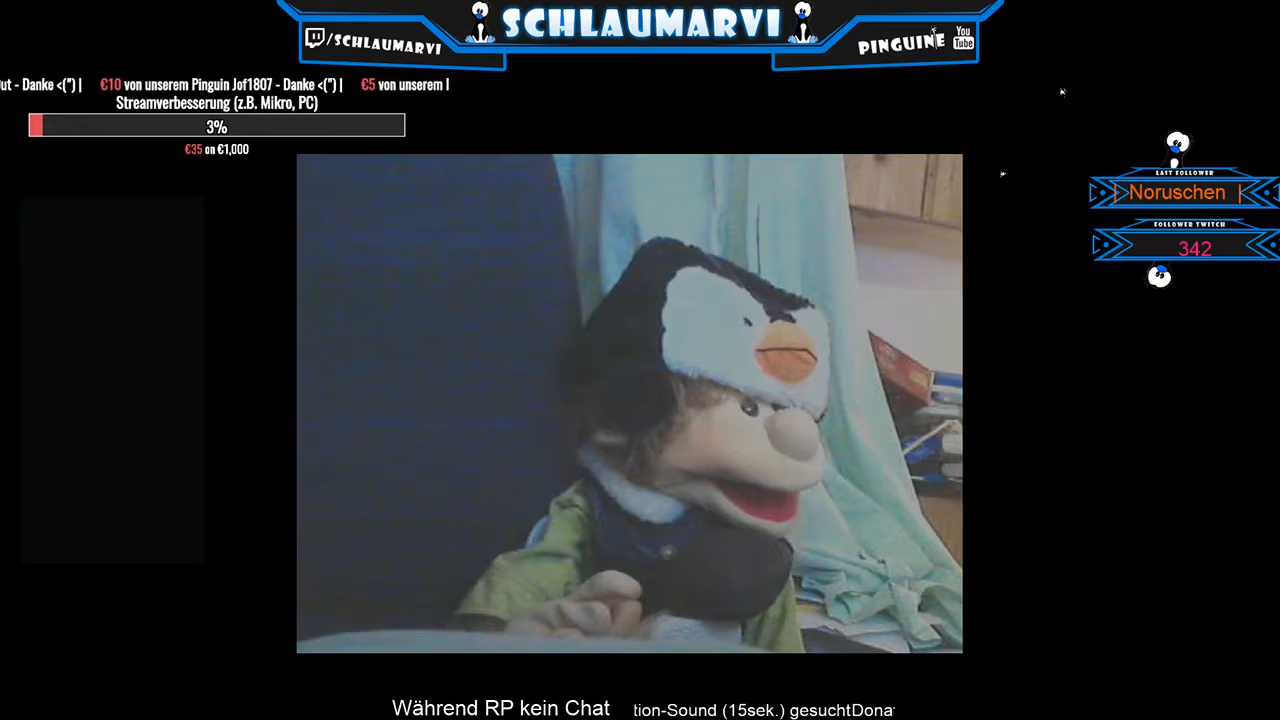 SCHLAUMARVI
/SCHLAUMARVI
PINGUINE
You
Tube
ut - Danke <(") | €10 von unserem Pinguin Jof1807 - Danke <(") | €5 von unserem
Streamverbesserung (z.B. Mikro, PC)
3%
€35 on €1,000
LAST FOLLOWER
| Noruschen |
FOLLOWER TWITCH
342
Während RP kein Chat
tion-Sound (15sek.) gesuchtDona